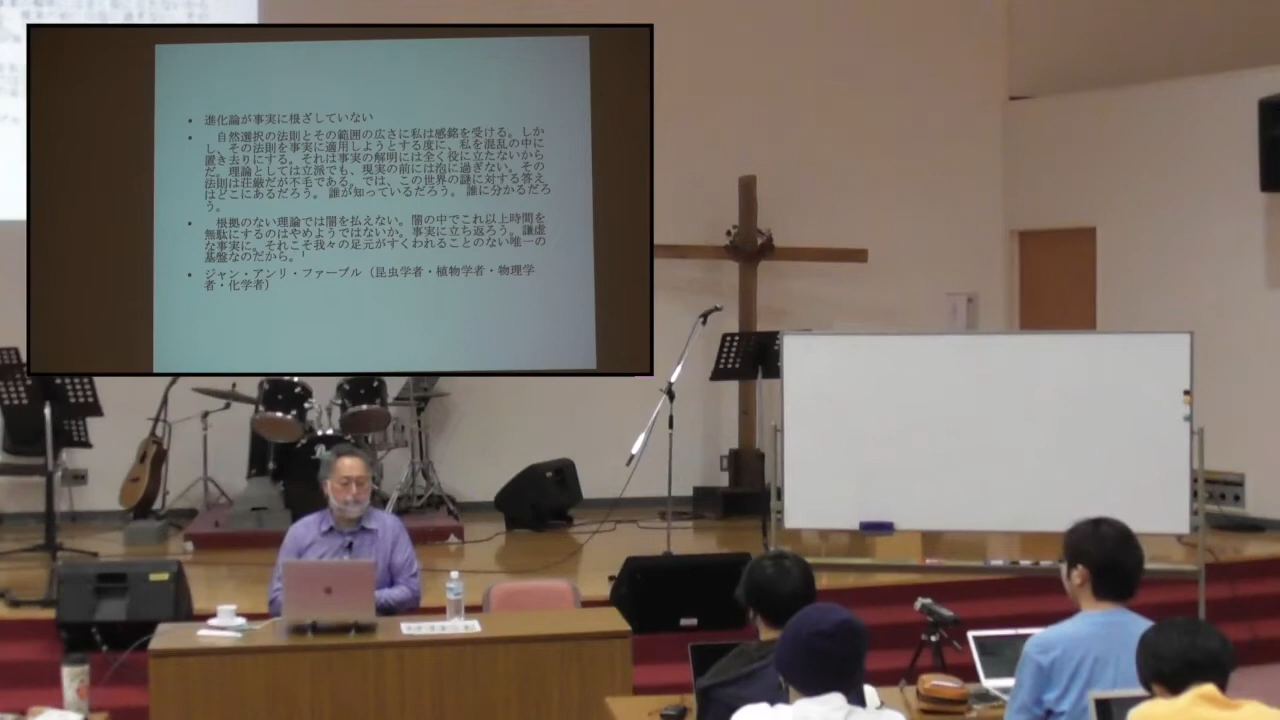 • 進化論が事実に根ざしていない
• 自然選択の法則とその範囲の広さに私は感銘を受ける。しか
し、その法則を事実に適用しようとする度に、私を混乱の中に
置き去りにする。それは事実の解明には全く役に立たないから
だ。理論としては立派でも、現実の前には泡に過ぎない。その
法則は荘厳だが不毛である。では、この世界の謎に対する答え
はどこにあるだろう。誰が知っているだろう。誰に分かるだろ
う。
• 根拠のない理論では闇を払えない。闇の中でこれ以上時間を
無駄にするのはやめようではないか。事実に立ち返ろう。謙虚
な事実に。それこそ我々の足元がすくわれることのない唯一の
基盤なのだから。
• ジャン・アンリ・ファーブル（昆虫学者・植物学者・物理学
者・化学者）